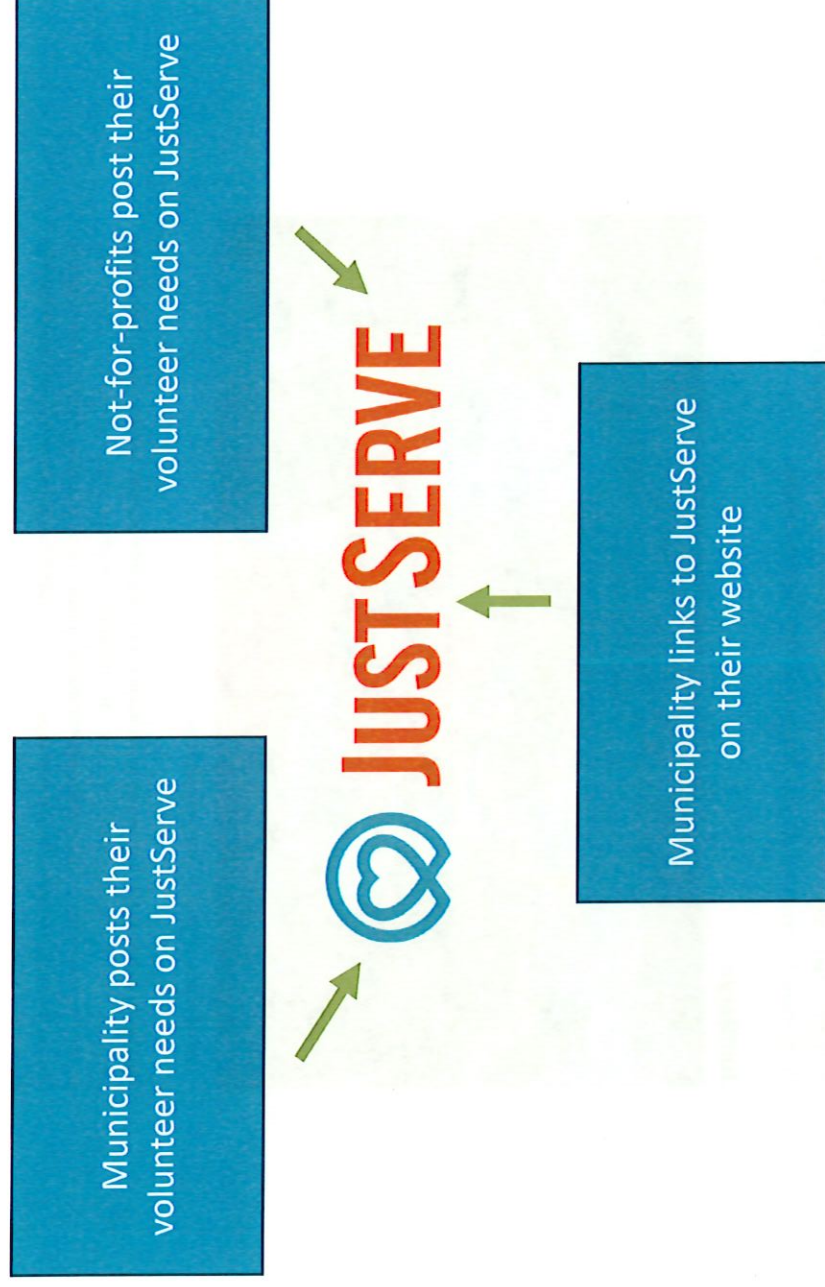 Municipality posts their
volunteer needs on JustServe
Not-for-profits post their
volunteer needs on JustServe
JUSTSERVE
Municipality links to JustServe
on their website